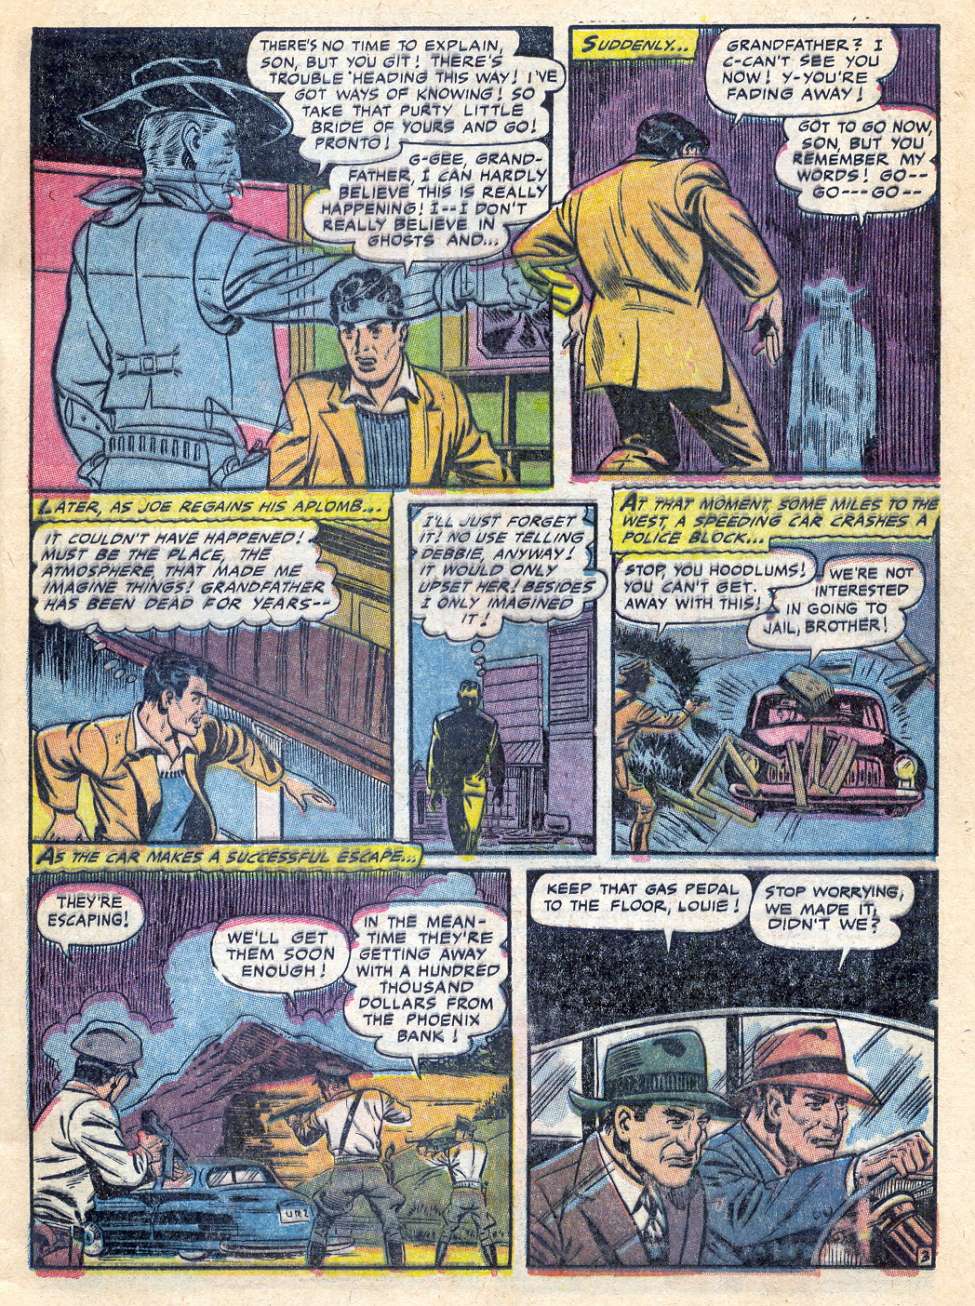 THERE'S NO TIME TO EXPLAIN,
SON, BUT YOU GIT! THERE'S
TROUBLE HEADING THIS WAY! I'VE
GOT WAYS OF KNOWING! SO
TAKE THAT PURTY LITTLE
BRIDE OF YOURS AND GO!
PRONTO!
G-GEE, GRAND-
FATHER, I CAN HARDLY
BELIEVE THIS IS REALLY
HAPPENING! I--I DON'T
REALLY BELIEVE IN
GHOSTS AND...
SUDDENLY...
GRANDFATHER? I
C-CAN'T SEE YOU
NOW! Y-YOU'RE
FADING AWAY!
GOT TO GO NOW,
SON, BUT YOU
REMEMBER MY
WORDS! GO--
GO---GO--
LATER, AS JOE REGAINS HIS APLOMB...
IT COULDN'T HAVE HAPPENED!
MUST BE THE PLACE, THE
ATMOSPHERE, THAT MADE ME
IMAGINE THINGS! GRANDFATHER
HAS BEEN DEAD FOR YEARS--
I'LL JUST FORGET
IT! NO USE TELLING
DEBBIE, ANYWAY!
IT WOULD ONLY
UPSET HER! BESIDES
I ONLY IMAGINED
IT!
AT THAT MOMENT, SOME MILES TO THE
WEST, A SPEEDING CAR CRASHES A
POLICE BLOCK...
STOP, YOU HOODLUMS!
YOU CAN'T GET
AWAY WITH THIS!
WE'RE NOT
INTERESTED
IN GOING TO
JAIL, BROTHER!
AS THE CAR MAKES A SUCCESSFUL ESCAPE...
THEY'RE
ESCAPING!
WE'LL GET
THEM SOON
ENOUGH!
IN THE MEAN-
TIME THEY'RE
GETTING AWAY
WITH A HUNDRED
THOUSAND
DOLLARS FROM
THE PHOENIX
BANK!
UR2
KEEP THAT GAS PEDAL
TO THE FLOOR, LOUIE!
STOP WORRYING,
WE MADE IT,
DIDN'T WE?
3